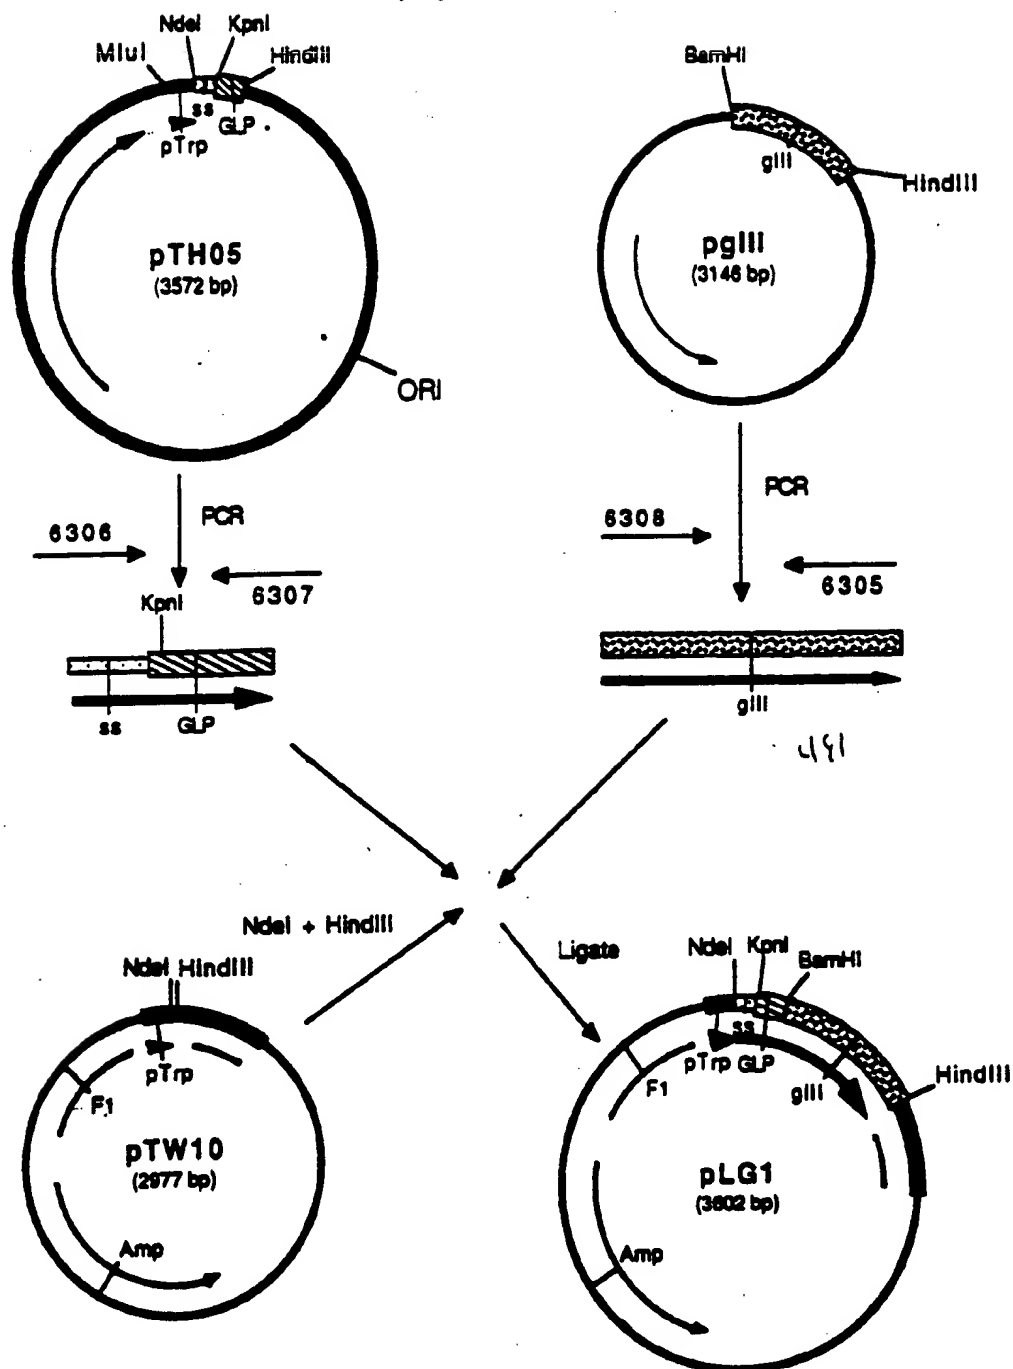 NdeI KpnI
MluI HindIII
ss
GLP
pTrp
pTH05
(3572 bp)
ORI
BamHI
gIII
HindIII
pgIII
(3146 bp)
PCR
6306
6307
KpnI
ss GLP
PCR
6308
6305
gIII
NdeI + HindIII
Ligate
NdeI HindIII
pTrp
F1
pTW10
(2977 bp)
Amp
NdeI KpnI
BamHI
ss
pTrp GLP
HindIII
F1
gIII
pLG1
(3602 bp)
Amp